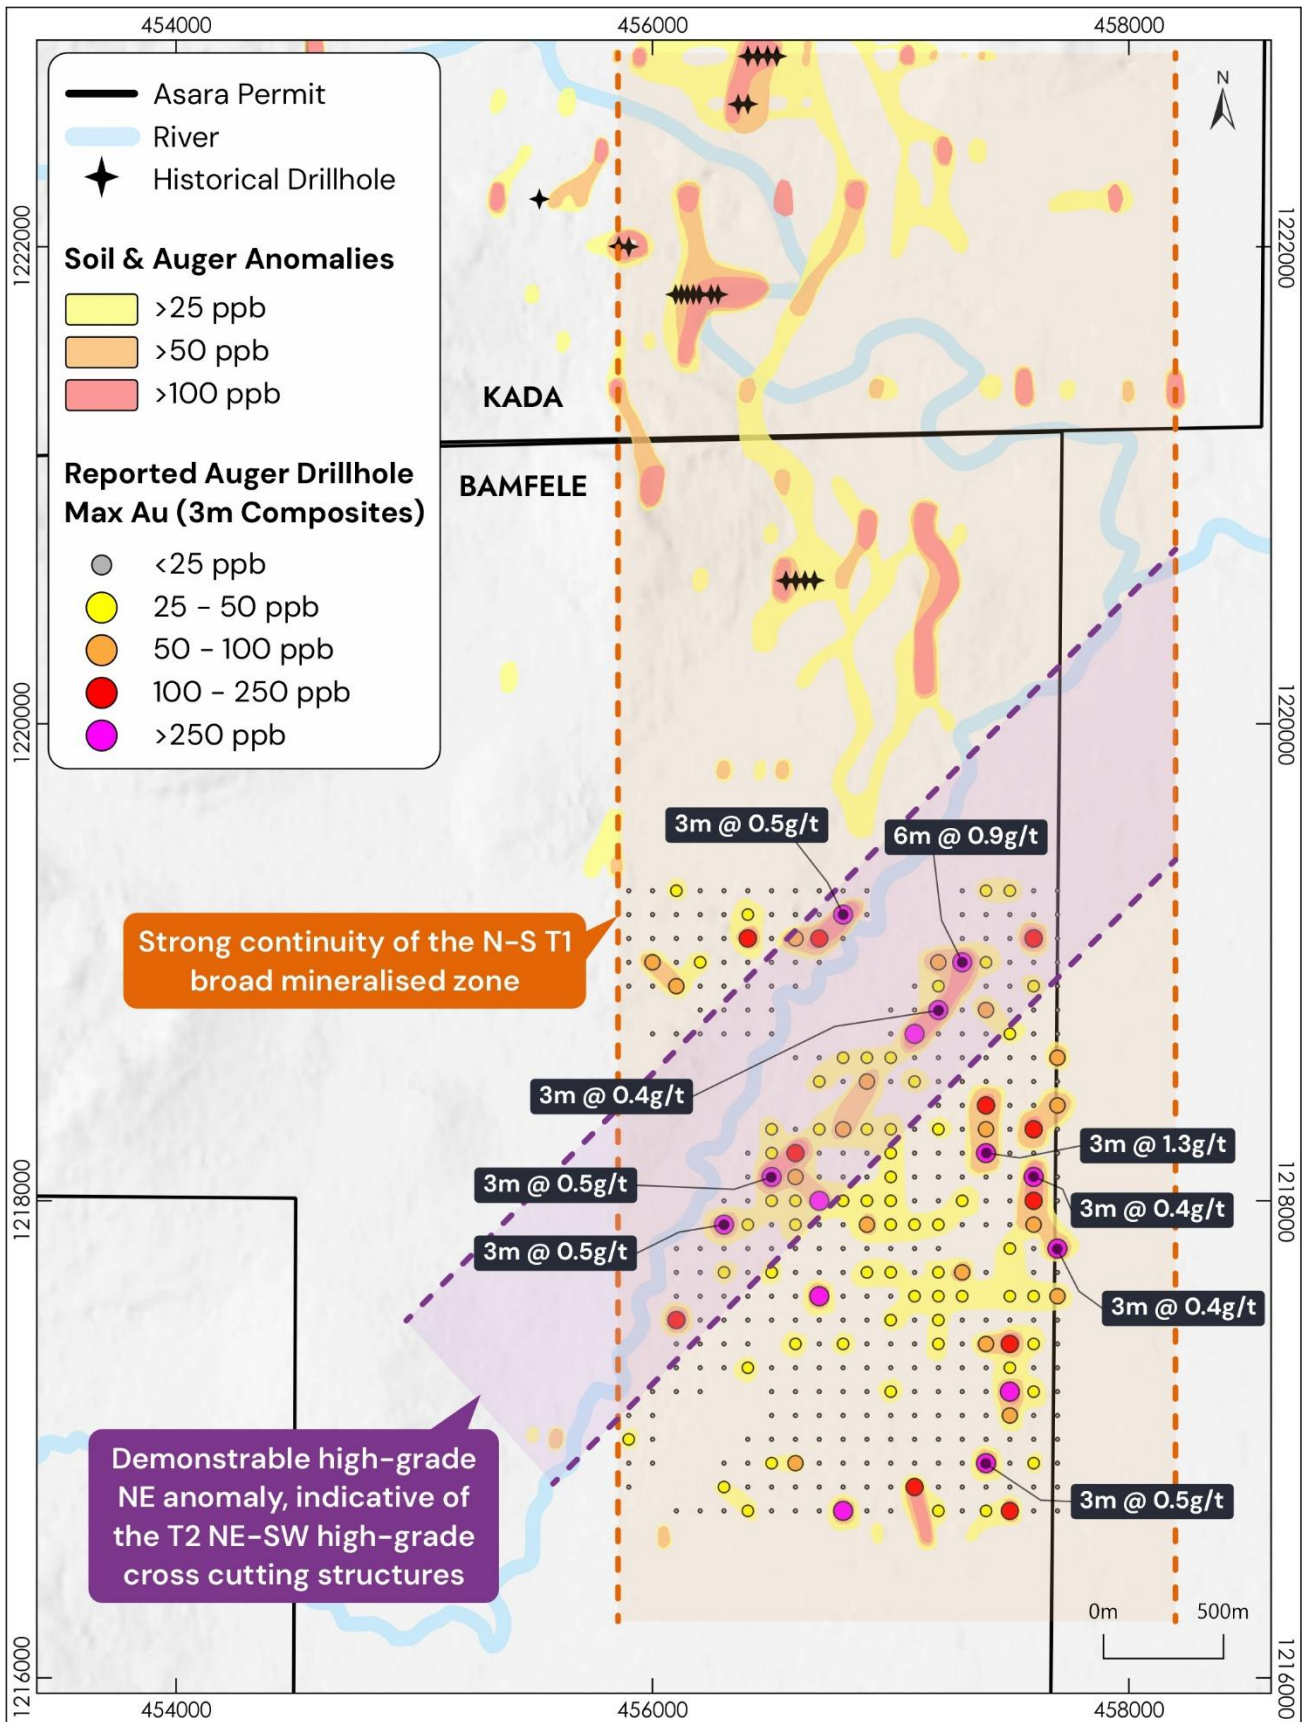 454000
456000
458000
Asara Permit
River
Historical Drillhole
Soil & Auger Anomalies
>25 ppb
>50 ppb
>100 ppb
Reported Auger Drillhole
Max Au (3m Composites)
<25 ppb
25 - 50 ppb
50 - 100 ppb
100 - 250 ppb
>250 ppb
N
1222000
1222000
KADA
BAMFELE
1220000
1220000
3m @ 0.5g/t
6m @ 0.9g/t
Strong continuity of the N-S T1
broad mineralised zone
3m @ 0.4g/t
3m @ 1.3g/t
3m @ 0.5g/t
3m @ 0.4g/t
1218000
1218000
3m @ 0.5g/t
3m @ 0.4g/t
Demonstrable high-grade
NE anomaly, indicative of
the T2 NE-SW high-grade
cross cutting structures
3m @ 0.5g/t
0m
500m
1216000
1216000
454000
456000
458000